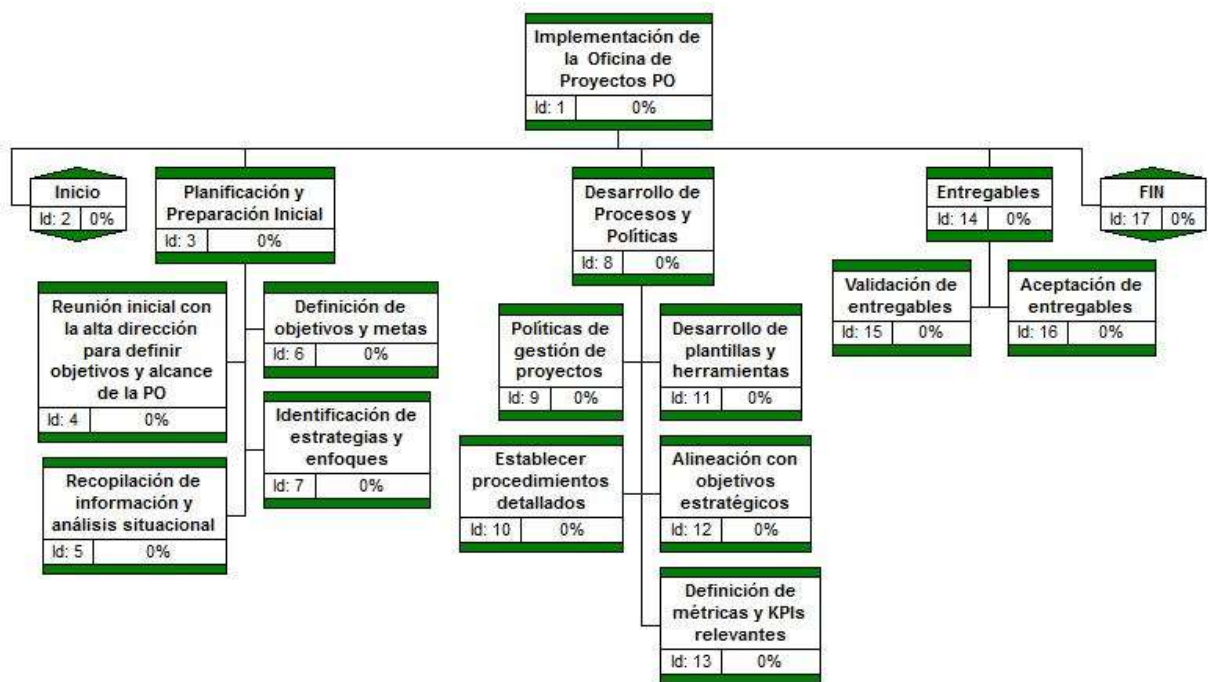 Implementación de
la Oficina de
Proyectos PO
Id: 1 0%
Inicio
Id: 2 0%
Planificación y
Preparación Inicial
Id: 3 0%
Reunión inicial con
la alta dirección
para definir
objetivos y alcance
de la PO
Id: 4 0%
Recopilación de
información y
análisis situacional
Id: 5 0%
Definición de
objetivos y metas
Id: 6 0%
Identificación de
estrategias y
enfoques
Id: 7 0%
Desarrollo de
Procesos y
Políticas
Id: 8 0%
Políticas de
gestión de
proyectos
Id: 9 0%
Establecer
procedimientos
detallados
Id: 10 0%
Desarrollo de
plantillas y
herramientas
Id: 11 0%
Alineación con
objetivos
estratégicos
Id: 12 0%
Definición de
métricas y KPIs
relevantes
Id: 13 0%
Entregables
Id: 14 0%
Validación de
entregables
Id: 15 0%
Aceptación de
entregables
Id: 16 0%
FIN
Id: 17 0%